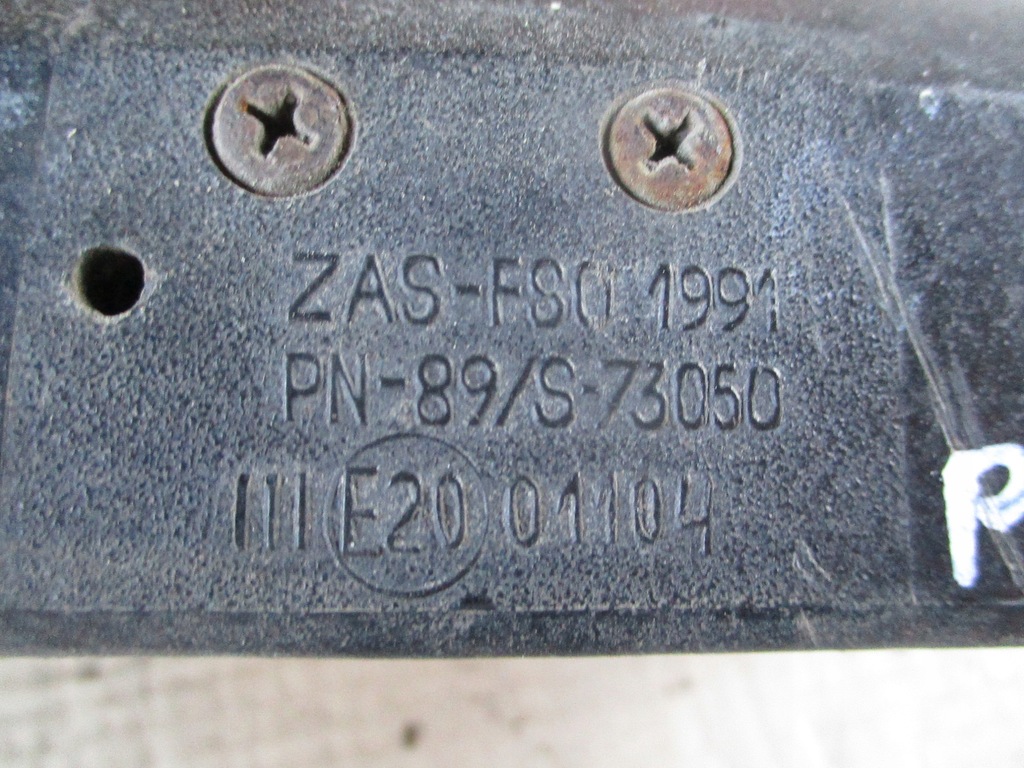 ZAS-FSO 1991
PN-89/S-73050
III E20 01104
P